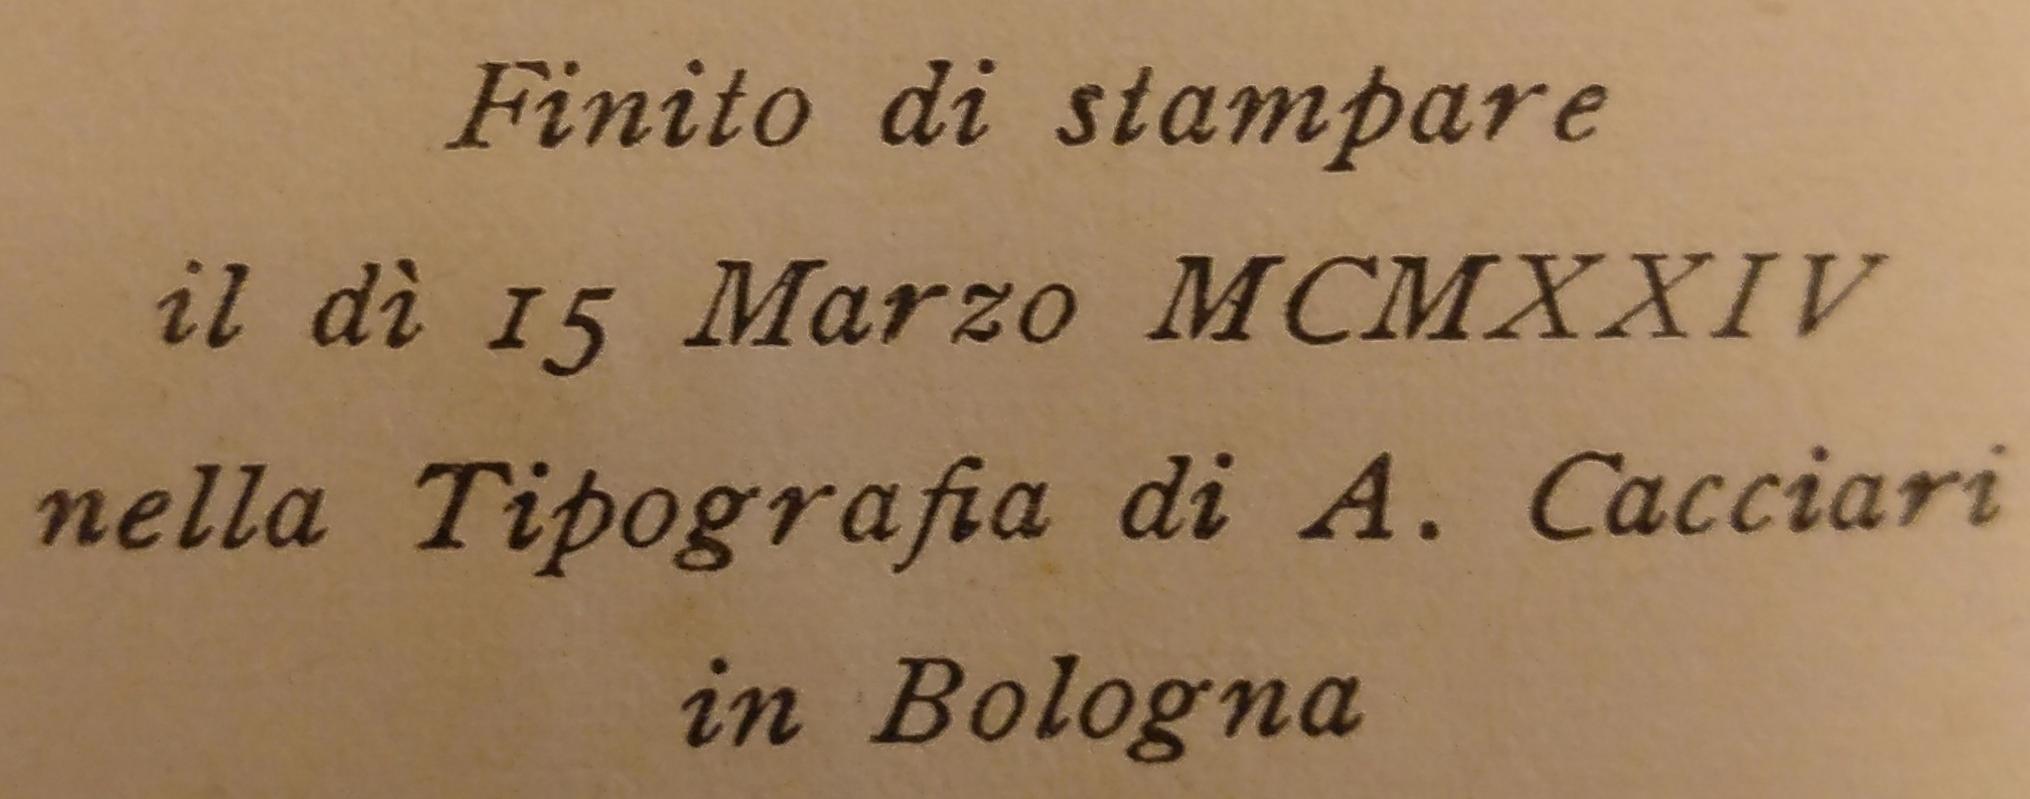 Finito di stampare
il dì 15 Marzo MCMXXIV
nella Tipografia di A. Cacciari
in Bologna